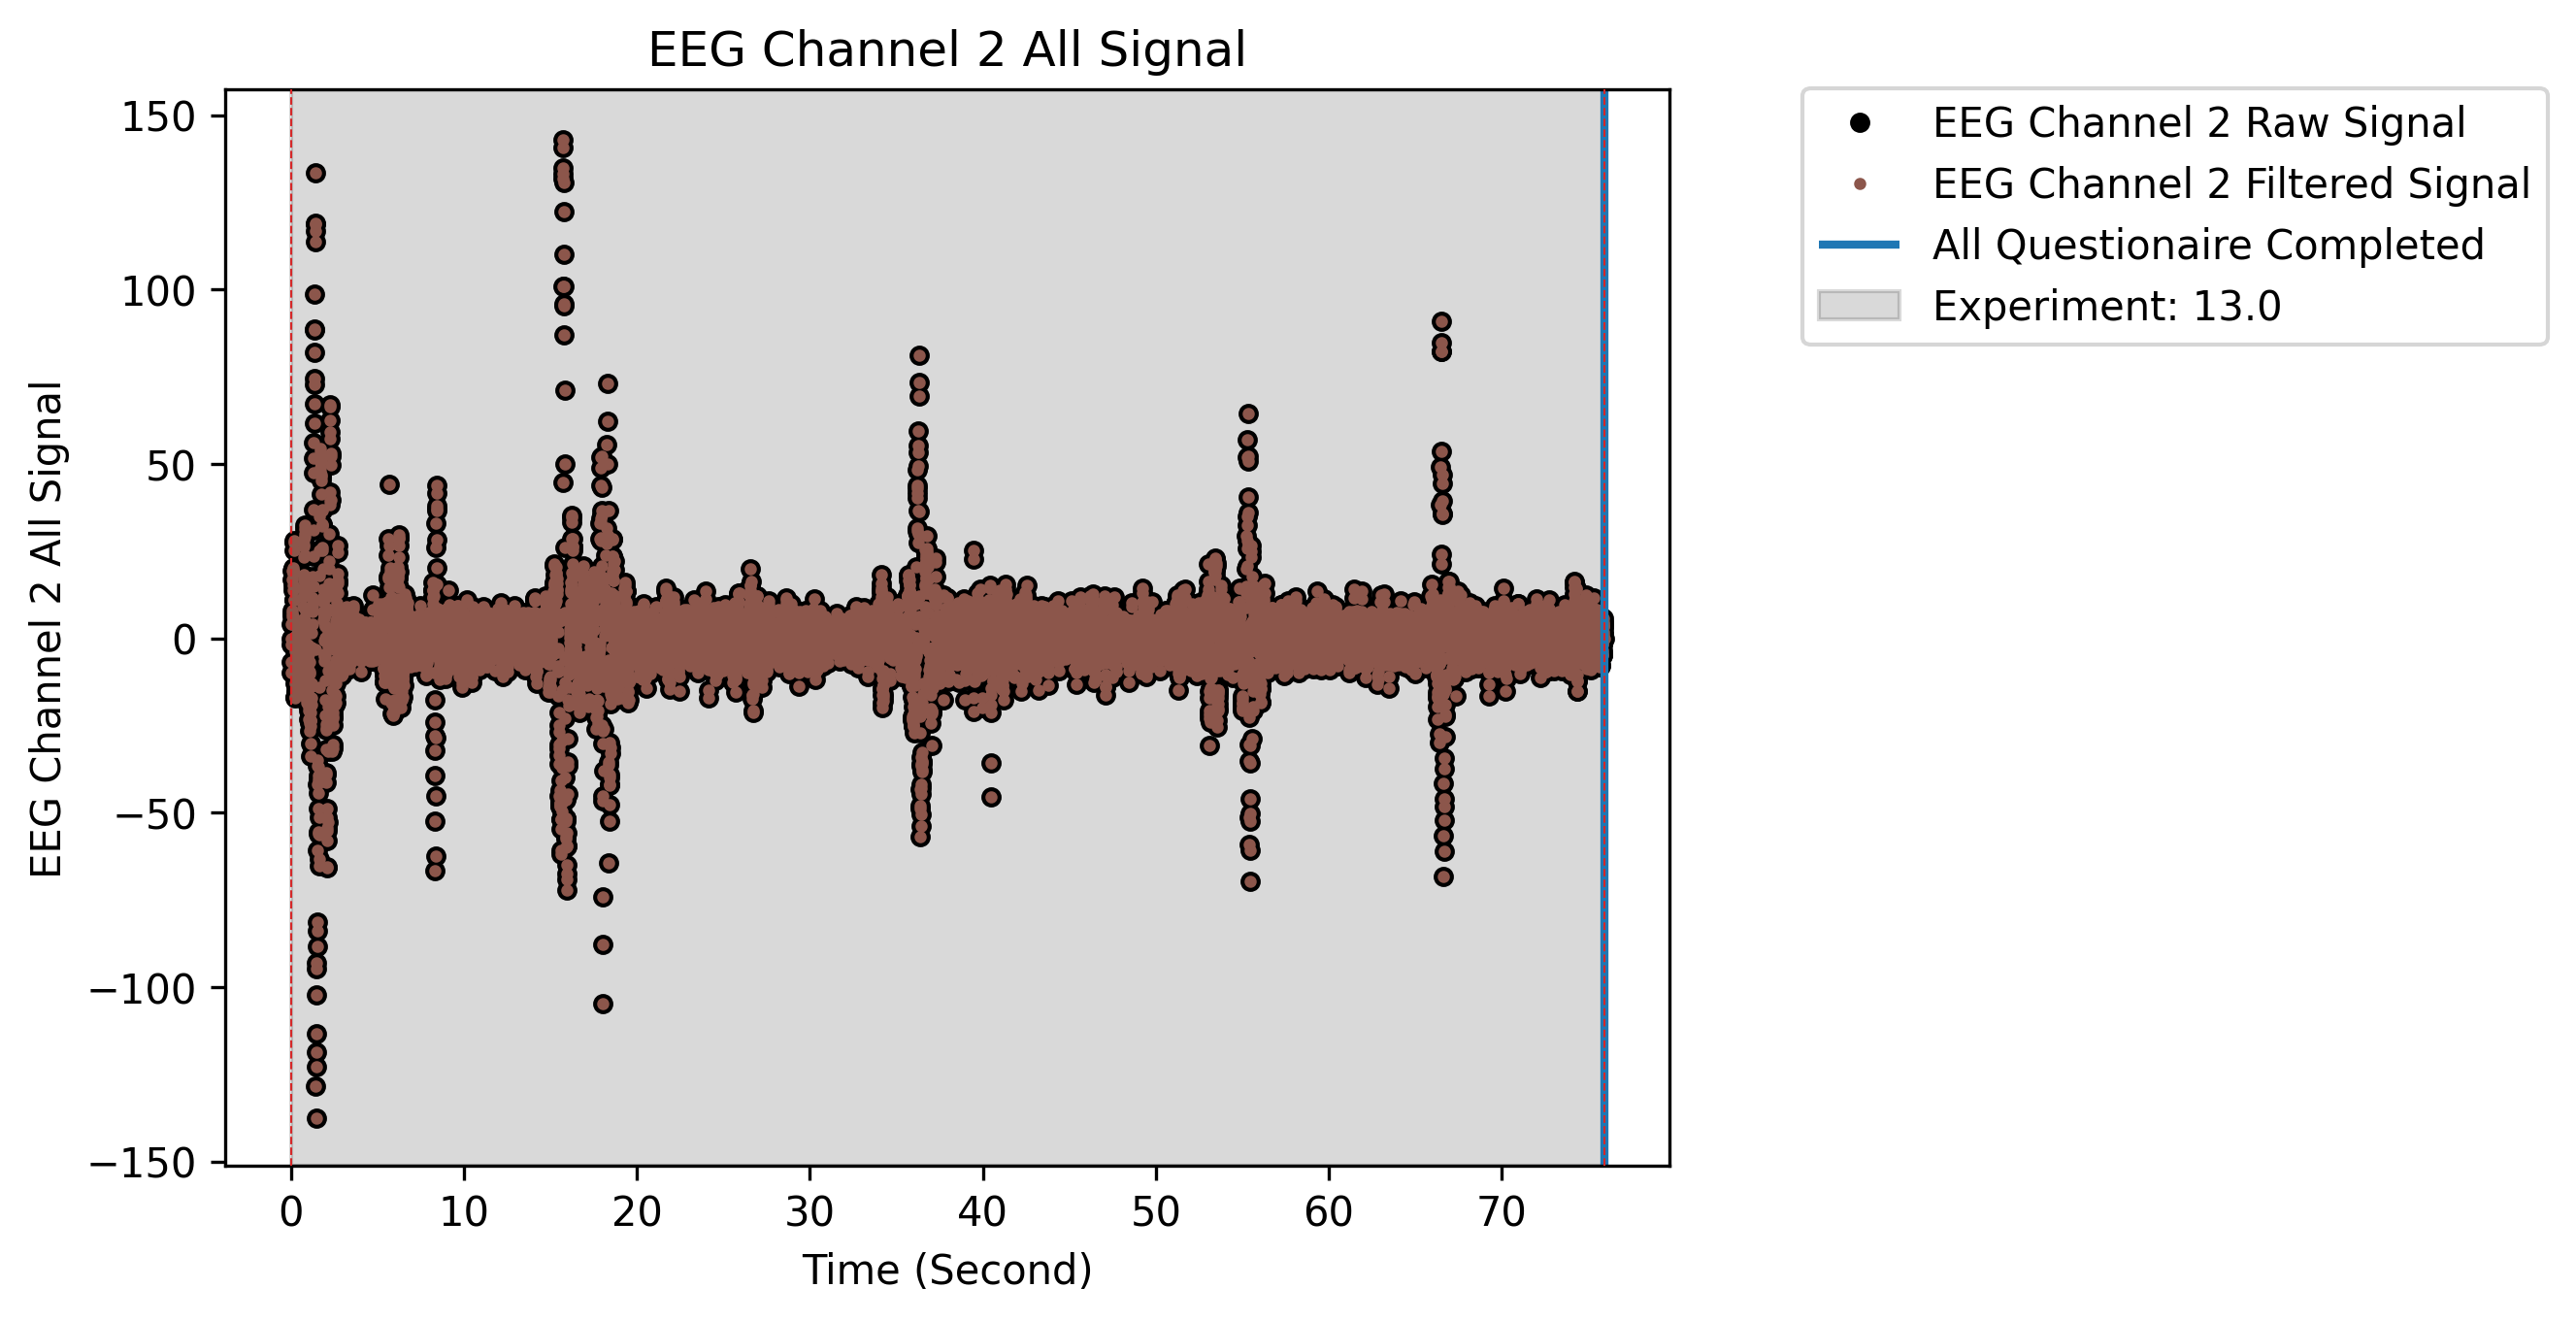 EEG Channel 2 All Signal
EEG Channel 2 All Signal
150
100
50
0
−50
−100
−150
0 10 20 30 40 50 60 70
Time (Second)
EEG Channel 2 Raw Signal
EEG Channel 2 Filtered Signal
All Questionaire Completed
Experiment: 13.0